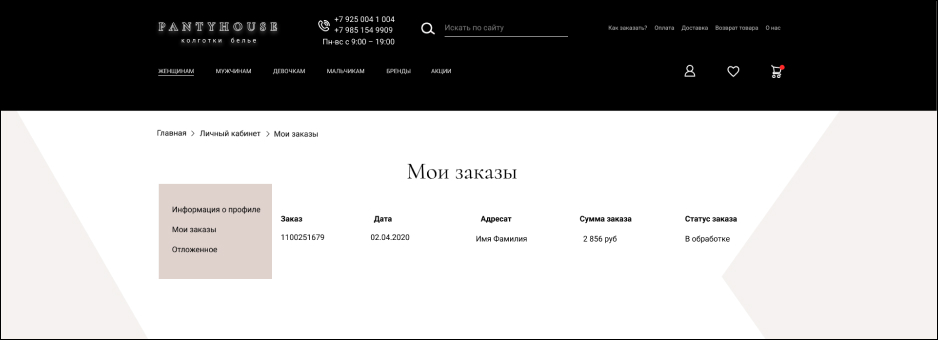 PANTYHOUSE
колготки белье
+7 925 004 1 004
+7 985 154 9909
Пн-вс с 9:00 – 19:00
Искать по сайту
Как заказать? Оплата Доставка Возврат товара О нас
ЖЕНЩИНАМ МУЖЧИНАМ ДЕВОЧКАМ МАЛЬЧИКАМ БРЕНДЫ АКЦИИ
Главная > Личный кабинет > Мои заказы
Мои заказы
Информация о профиле
Мои заказы
Отложенное
Заказ Дата Адресат Сумма заказа Статус заказа
1100251679 02.04.2020 Имя Фамилия 2 856 руб В обработке